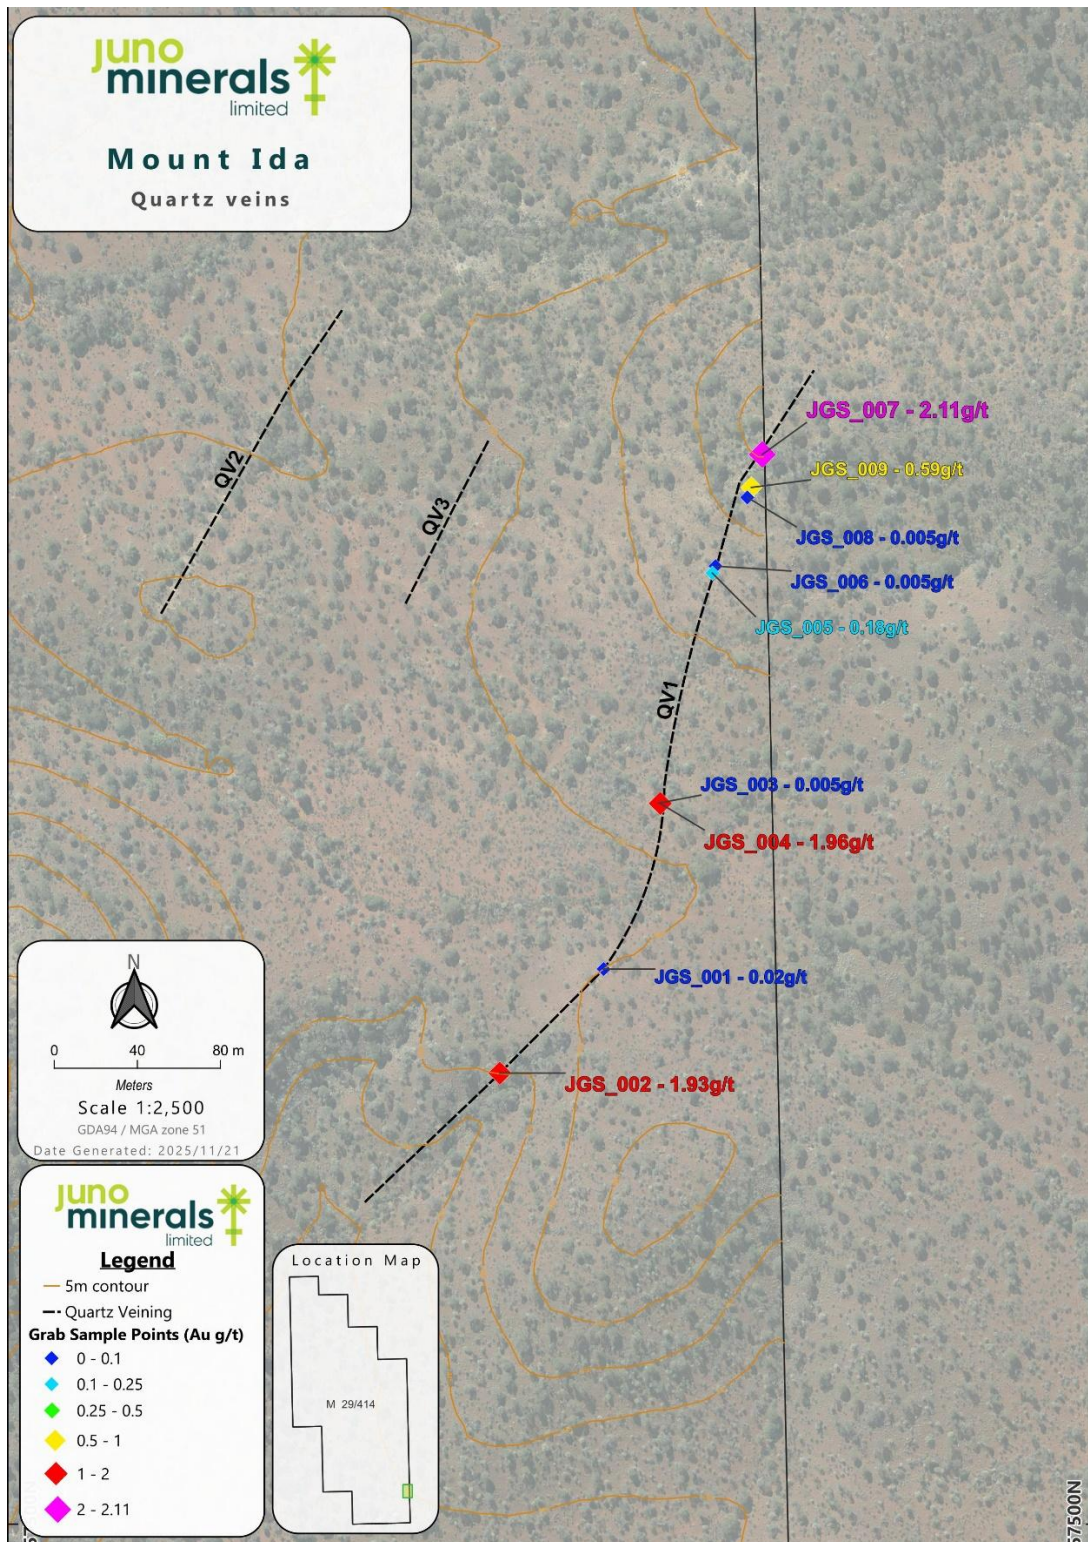 juno
minerals
limited
Mount Ida
Quartz veins
QV2
QV3
QV1
JGS_007 - 2.11g/t
JGS_009 - 0.59g/t
JGS_008 - 0.005g/t
JGS_006 - 0.005g/t
JGS_005 - 0.18g/t
JGS_003 - 0.005g/t
JGS_004 - 1.96g/t
JGS_001 - 0.02g/t
JGS_002 - 1.93g/t
N
0 40 80 m
Meters
Scale 1:2,500
GDA94 / MGA zone 51
Date Generated: 2025/11/21
juno
minerals
limited
Legend
5m contour
Quartz Veining
Grab Sample Points (Au g/t)
0 - 0.1
0.1 - 0.25
0.25 - 0.5
0.5 - 1
1 - 2
2 - 2.11
Location Map
M 29/414